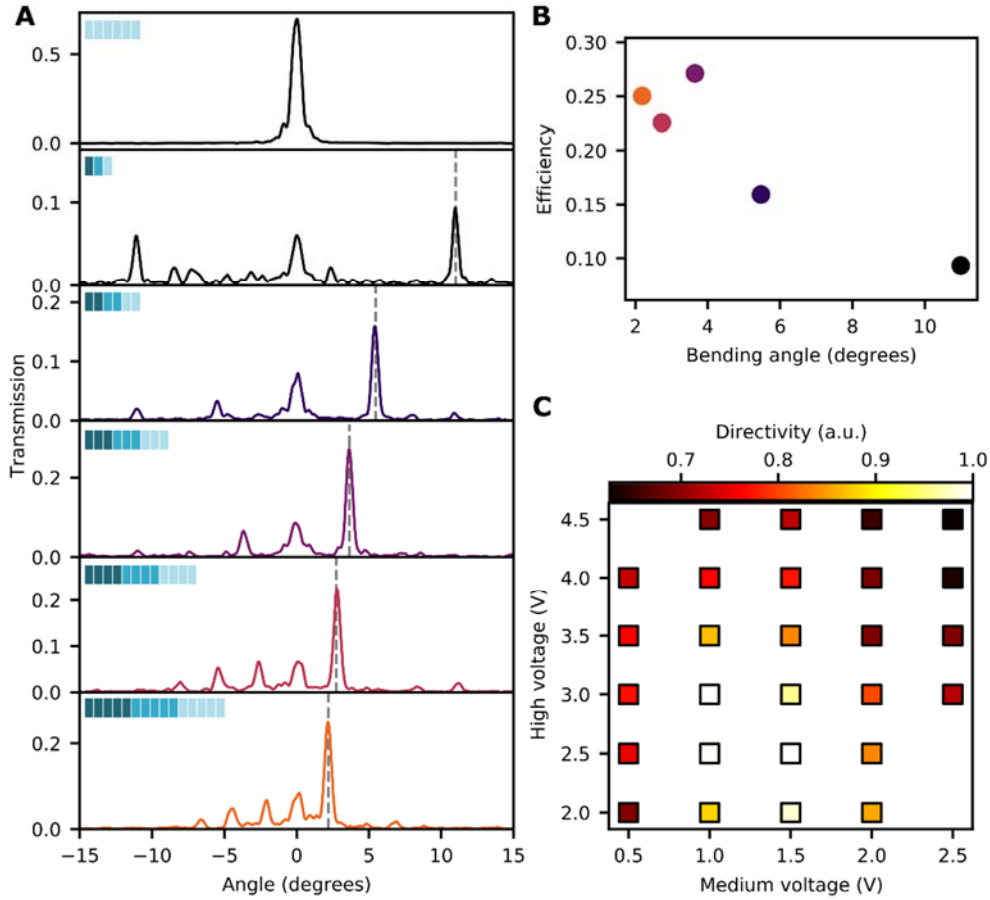 A
0.5
0.0
0.1
0.0
0.2
0.1
0.0
0.2
0.0
0.2
0.1
0.0
0.2
0.0
Transmission
−15 −10 −5 0 5 10 15
Angle (degrees)
B
0.30
0.25
0.20
0.15
0.10
Efficiency
2 4 6 8 10
Bending angle (degrees)
C
Directivity (a.u.)
0.7 0.8 0.9 1.0
4.5
4.0
3.5
3.0
2.5
2.0
High voltage (V)
0.5 1.0 1.5 2.0 2.5
Medium voltage (V)